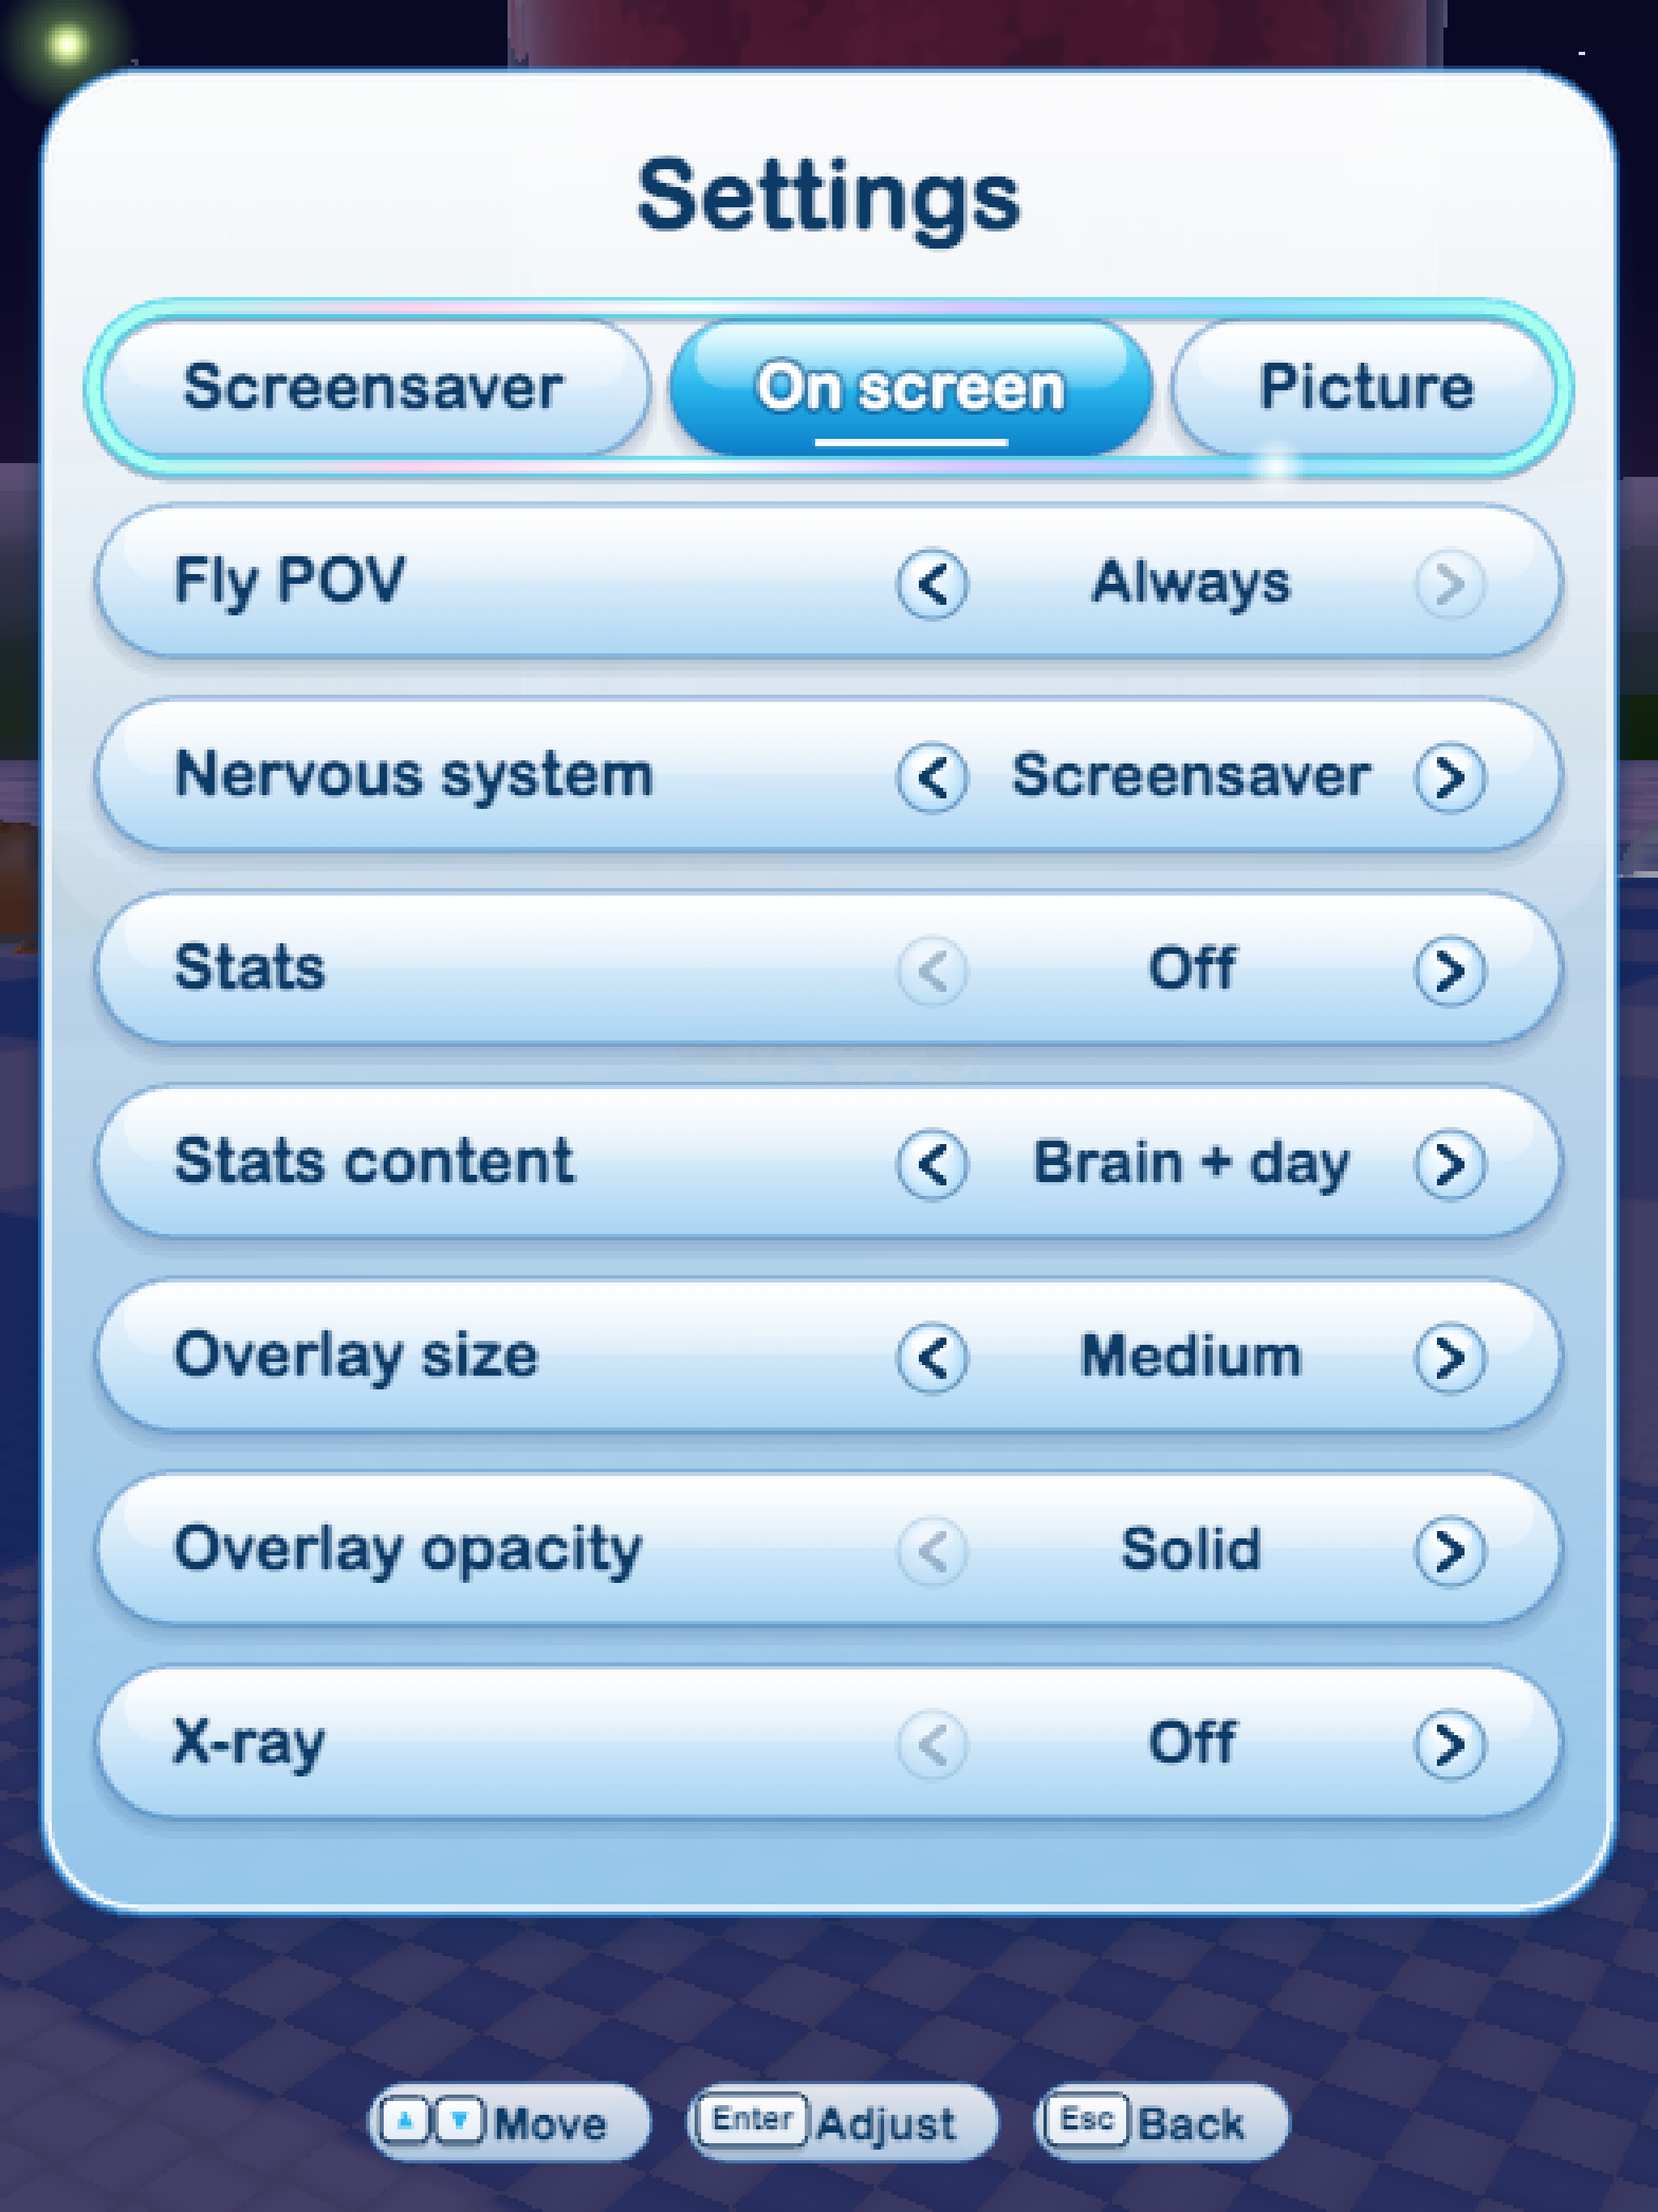 Settings
Screensaver On screen Picture
Fly POV < Always >
Nervous system < Screensaver >
Stats < Off >
Stats content < Brain + day >
Overlay size < Medium >
Overlay opacity < Solid >
X-ray < Off >
▲ ▼ Move Enter Adjust Esc Back